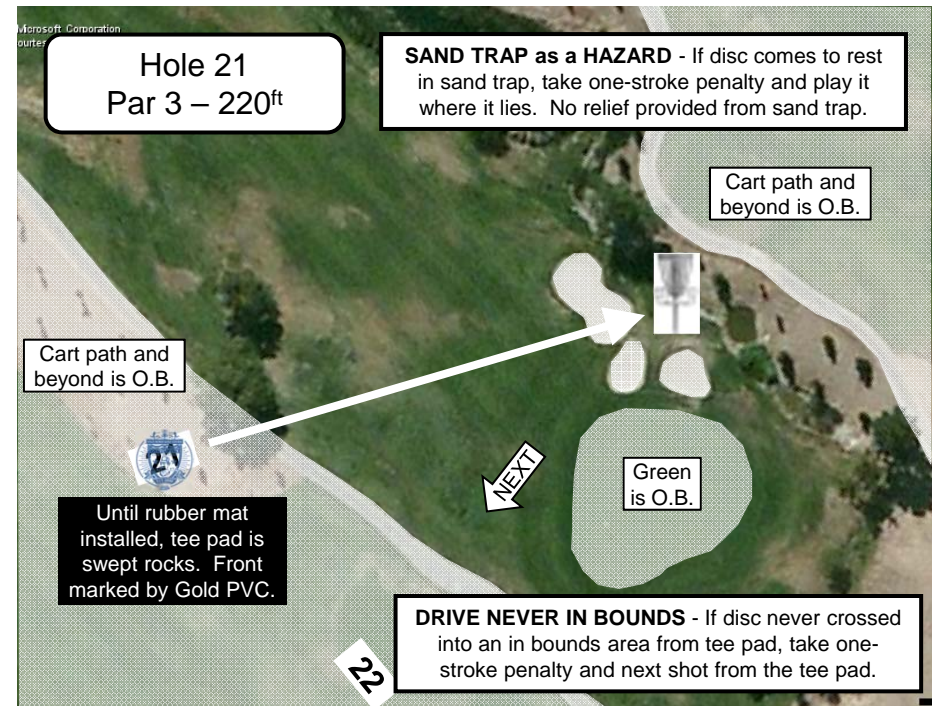 Microsoft Corporation
courtes
Hole 21
Par 3 – 220ft
SAND TRAP as a HAZARD - If disc comes to rest
in sand trap, take one-stroke penalty and play it
where it lies. No relief provided from sand trap.
Cart path and
beyond is O.B.
Cart path and
beyond is O.B.
21
NEXT
Green
is O.B.
Until rubber mat
installed, tee pad is
swept rocks. Front
marked by Gold PVC.
DRIVE NEVER IN BOUNDS - If disc never crossed
into an in bounds area from tee pad, take one-
stroke penalty and next shot from the tee pad.
22